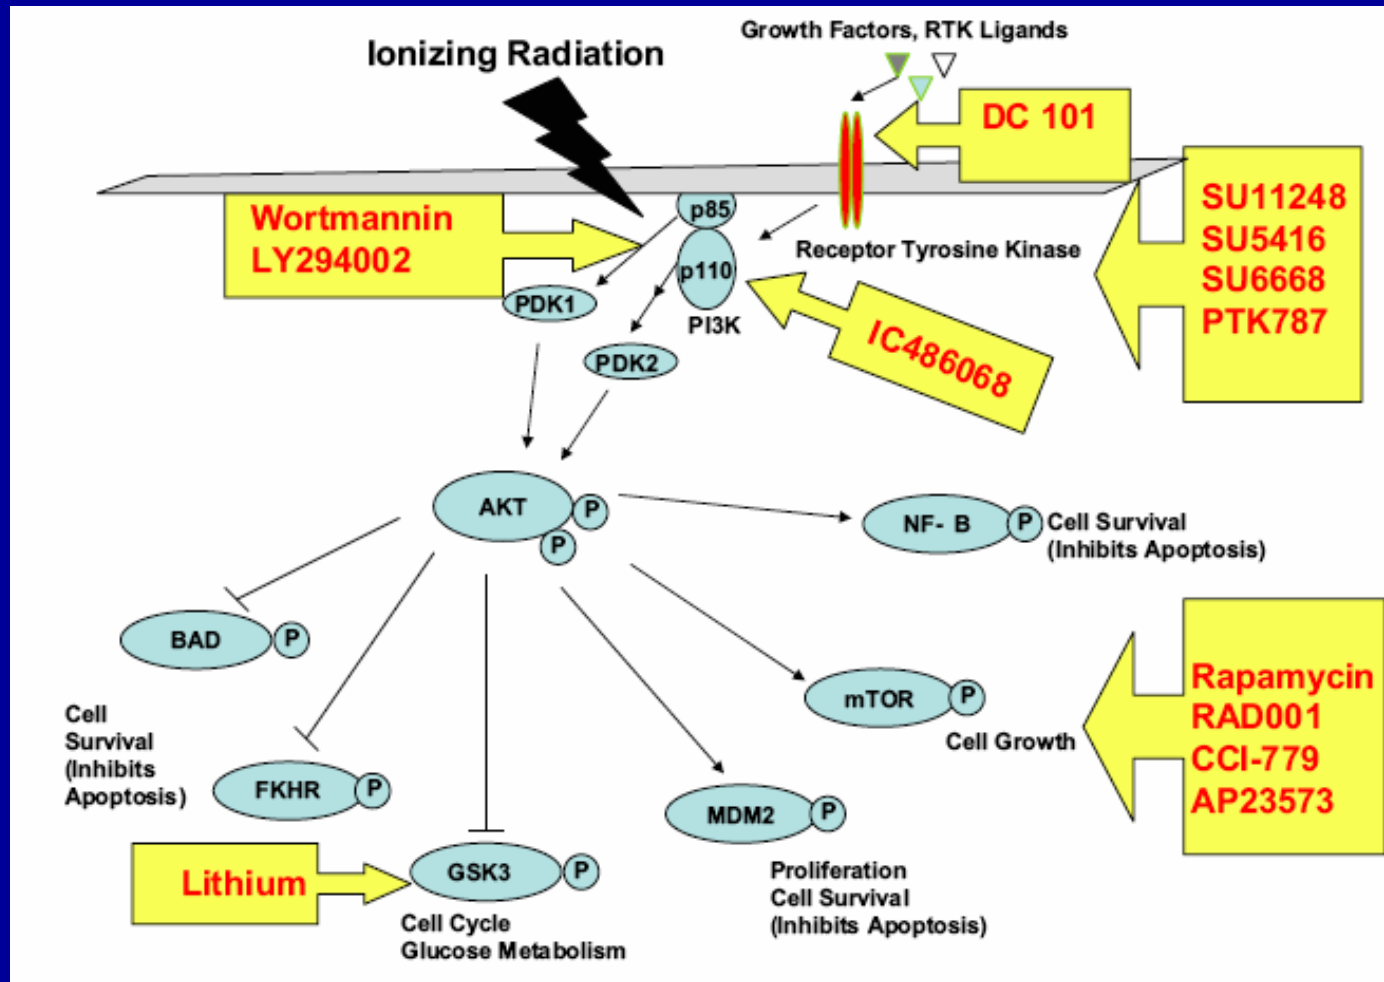 Growth Factors, RTK Ligands
Ionizing Radiation
DC 101
SU11248
SU5416
SU6668
PTK787
Wortmannin
LY294002
p85
p110
PI3K
Receptor Tyrosine Kinase
PDK1
PDK2
IC486068
AKT
P
P
NF- B
P
Cell Survival
(Inhibits Apoptosis)
BAD
P
Cell
Survival
(Inhibits
Apoptosis)
FKHR
P
mTOR
P
Cell Growth
Rapamycin
RAD001
CCI-779
AP23573
MDM2
P
Proliferation
Cell Survival
(Inhibits Apoptosis)
Lithium
GSK3
P
Cell Cycle
Glucose Metabolism